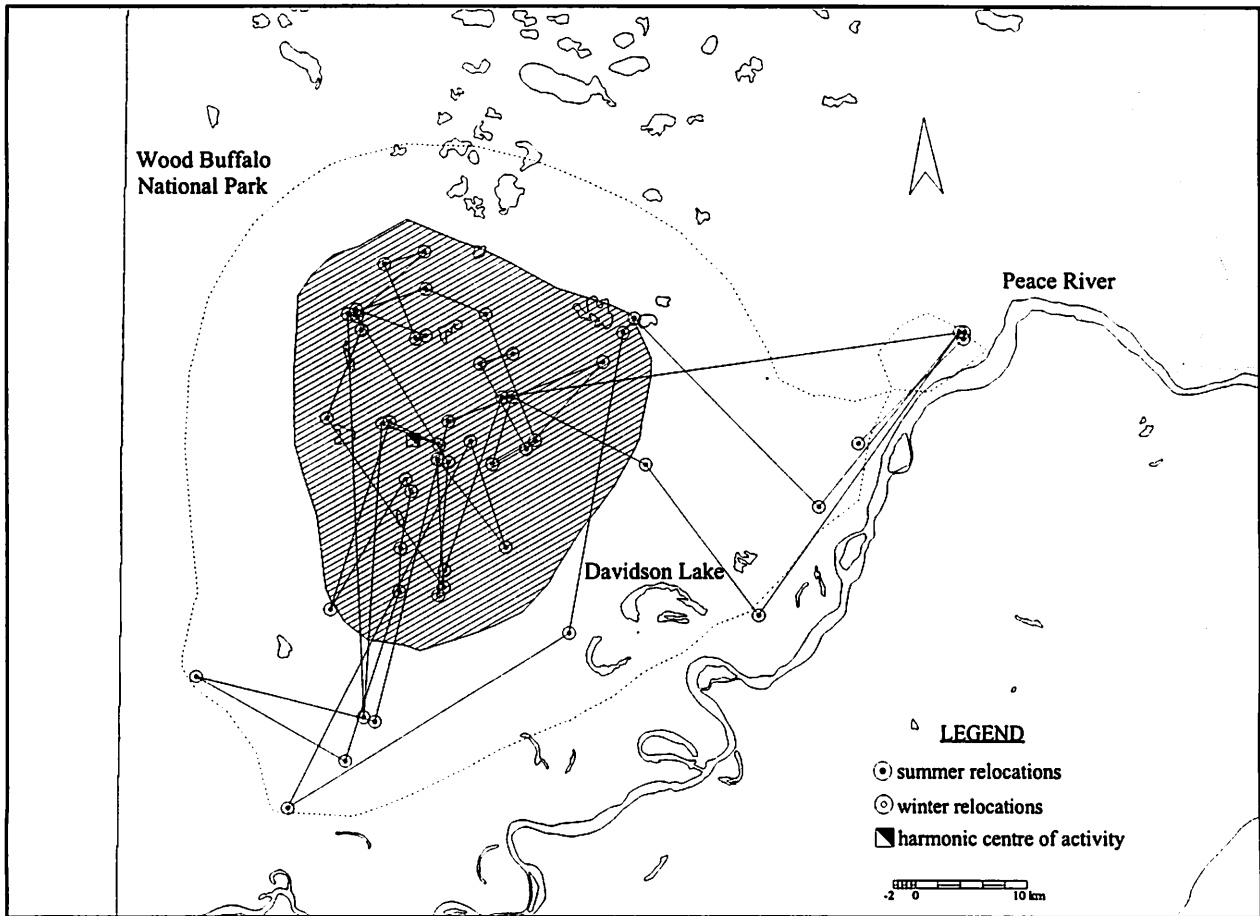 Wood Buffalo
National Park
Peace River
Davidson Lake
LEGEND
summer relocations
winter relocations
harmonic centre of activity
-2 0 10 km